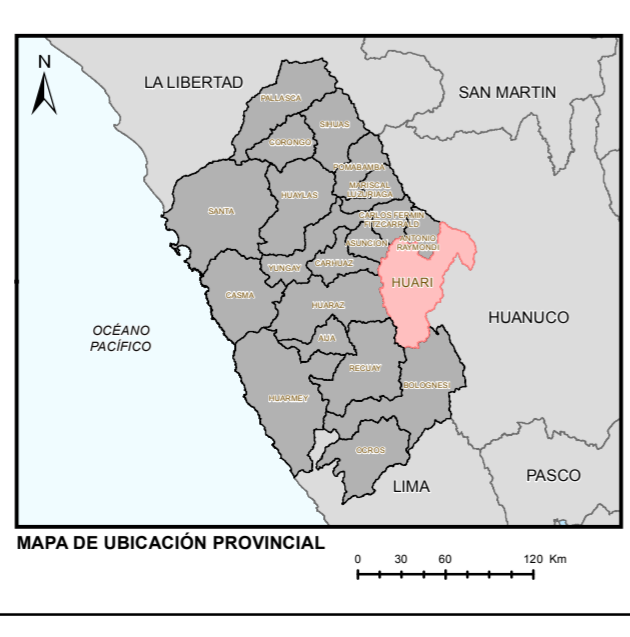 N
LA LIBERTAD
SAN MARTIN
PALLASCA
SIHUAS
CORONGO
POMABAMBA
MARISCAL
LUZURIAGA
HUAYLAS
SANTA
CARLOS FERMIN
FITZCARRALD
ANTONIO
RAYMONDI
ASUNCION
CARHUAZ
YUNGAY
HUARI
CASMA
HUARAZ
HUANUCO
OCÉANO
PACÍFICO
AIJA
RECUAY
BOLOGNESI
HUARMEY
OCROS
PASCO
LIMA
MAPA DE UBICACIÓN PROVINCIAL
0 30 60 120 Km